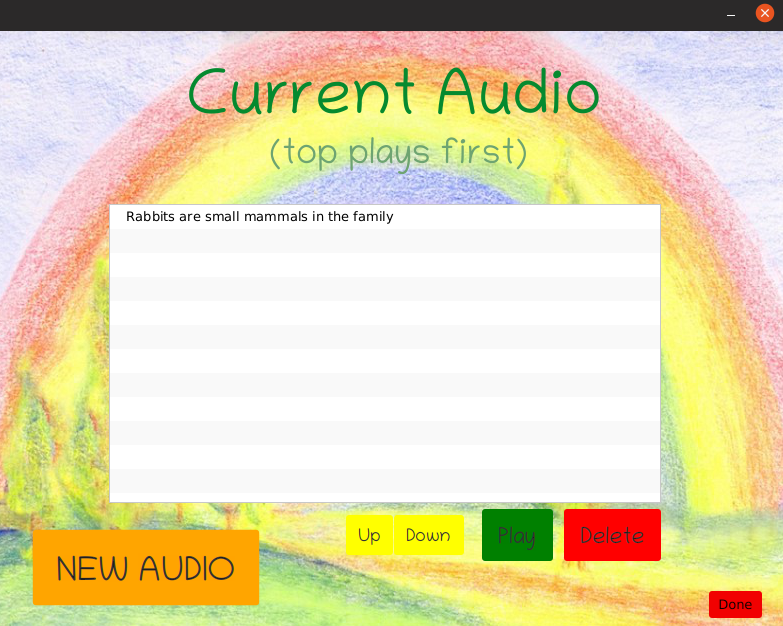 Current Audio
(top plays first)
Rabbits are small mammals in the family
Up Down Play Delete
NEW AUDIO
Done